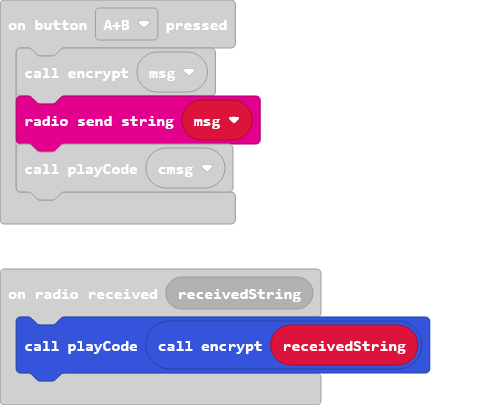 on button A+B pressed
call encrypt msg
radio send string msg
call playCode cmsg
on radio received receivedString
call playCode call encrypt receivedString